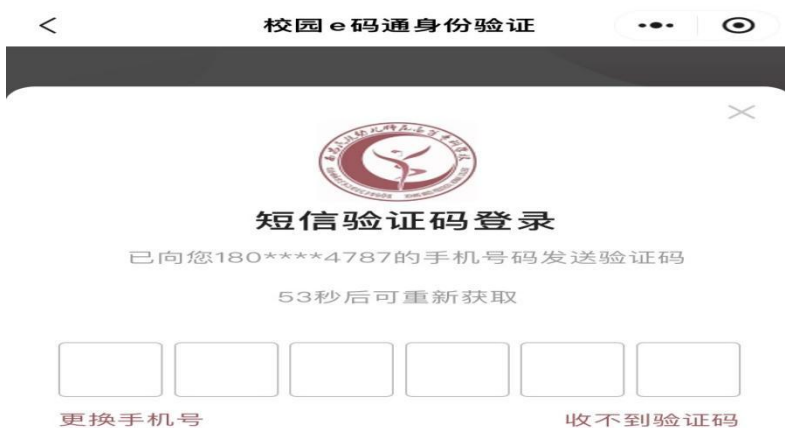 校园e码通身份验证
短信验证码登录
已向您180****4787的手机号码发送验证码
53秒后可重新获取
更换手机号
收不到验证码